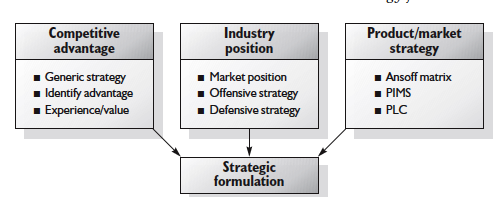 Competitive
advantage
■ Generic strategy
■ Identify advantage
■ Experience/value
Industry
position
■ Market position
■ Offensive strategy
■ Defensive strategy
Product/market
strategy
■ Ansoff matrix
■ PIMS
■ PLC
Strategic
formulation